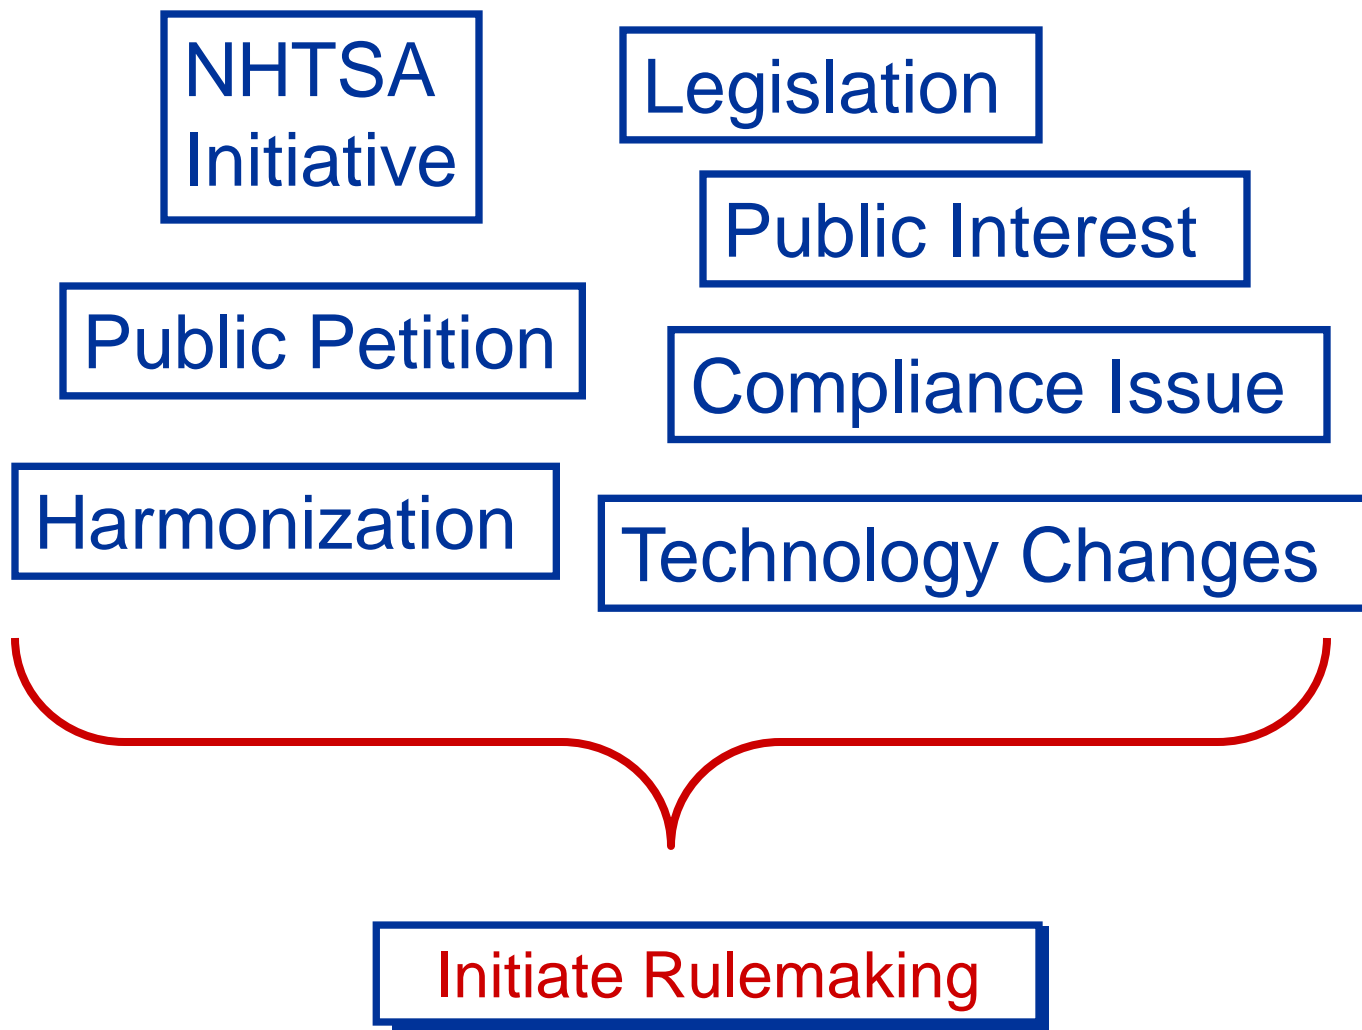 NHTSA
Initiative
Legislation
Public Interest
Public Petition
Compliance Issue
Harmonization
Technology Changes
Initiate Rulemaking